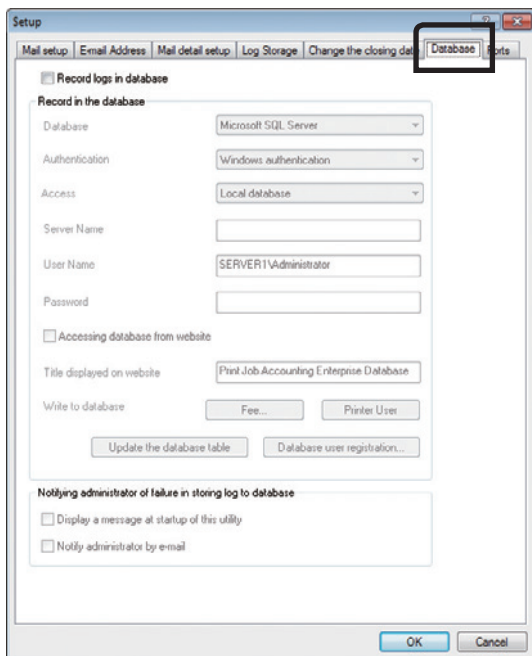 Setup
Mail setup E-mail Address Mail detail setup Log Storage Change the closing dat Database Ports
Record logs in database
Record in the database
Database Microsoft SQL Server
Authentication Windows authentication
Access Local database
Server Name
User Name SERVER1\Administrator
Password
Accessing database from website
Title displayed on website Print Job Accounting Enterprise Database
Write to database Fee... Printer User
Update the database table Database user registration...
Notifying administrator of failure in storing log to database
Display a message at startup of this utility
Notify administrator by e-mail
OK Cancel